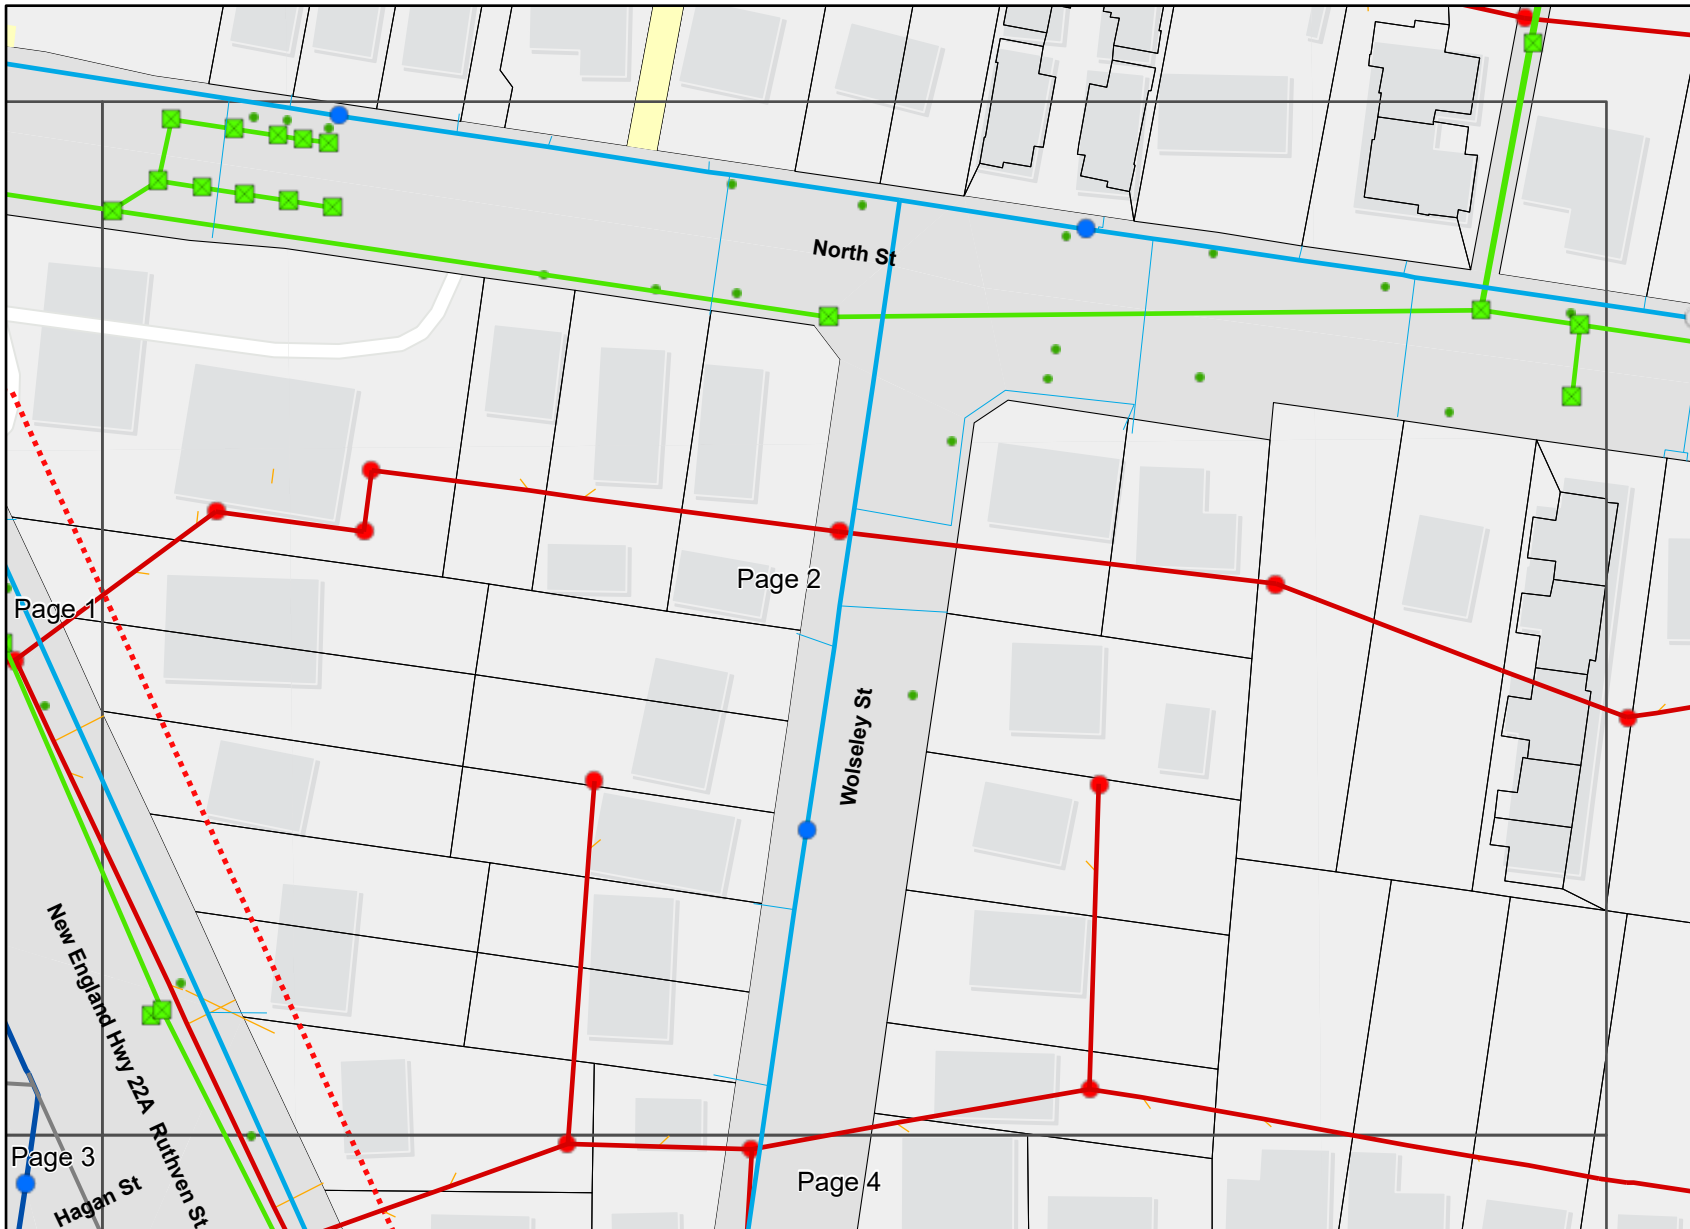 North St
Page 2
Page 1
Wolseley St
New England Hwy 22A
Ruthven St
Page 3
Hagan St
Page 4